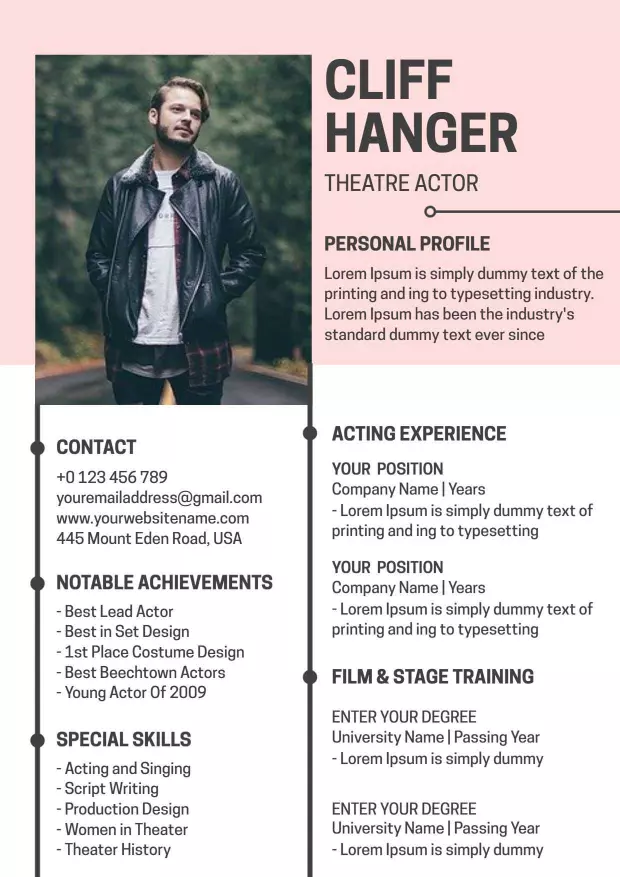 CLIFF
HANGER
THEATRE ACTOR
PERSONAL PROFILE
Lorem Ipsum is simply dummy text of the
printing and ing to typesetting industry.
Lorem Ipsum has been the industry's
standard dummy text ever since
CONTACT
+0 123 456 789
youremailaddress@gmail.com
www.yourwebsitename.com
445 Mount Eden Road, USA
NOTABLE ACHIEVEMENTS
- Best Lead Actor
- Best in Set Design
- 1st Place Costume Design
- Best Beechtown Actors
- Young Actor Of 2009
SPECIAL SKILLS
- Acting and Singing
- Script Writing
- Production Design
- Women in Theater
- Theater History
ACTING EXPERIENCE
YOUR POSITION
Company Name | Years
- Lorem Ipsum is simply dummy text of
printing and ing to typesetting
YOUR POSITION
Company Name | Years
- Lorem Ipsum is simply dummy text of
printing and ing to typesetting
FILM & STAGE TRAINING
ENTER YOUR DEGREE
University Name | Passing Year
- Lorem Ipsum is simply dummy
ENTER YOUR DEGREE
University Name | Passing Year
- Lorem Ipsum is simply dummy